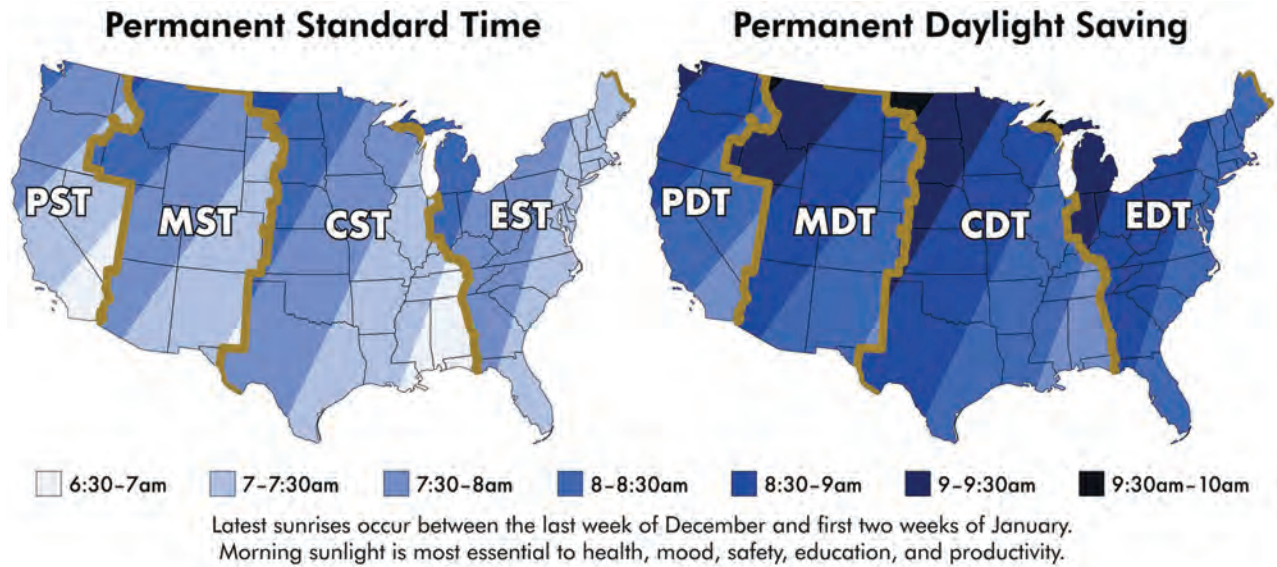 Permanent Standard Time
Permanent Daylight Saving
PST
MST
CST
EST
PDT
MDT
CDT
EDT
6:30–7am
7–7:30am
7:30–8am
8–8:30am
8:30–9am
9–9:30am
9:30am–10am
Latest sunrises occur between the last week of December and first two weeks of January.
Morning sunlight is most essential to health, mood, safety, education, and productivity.